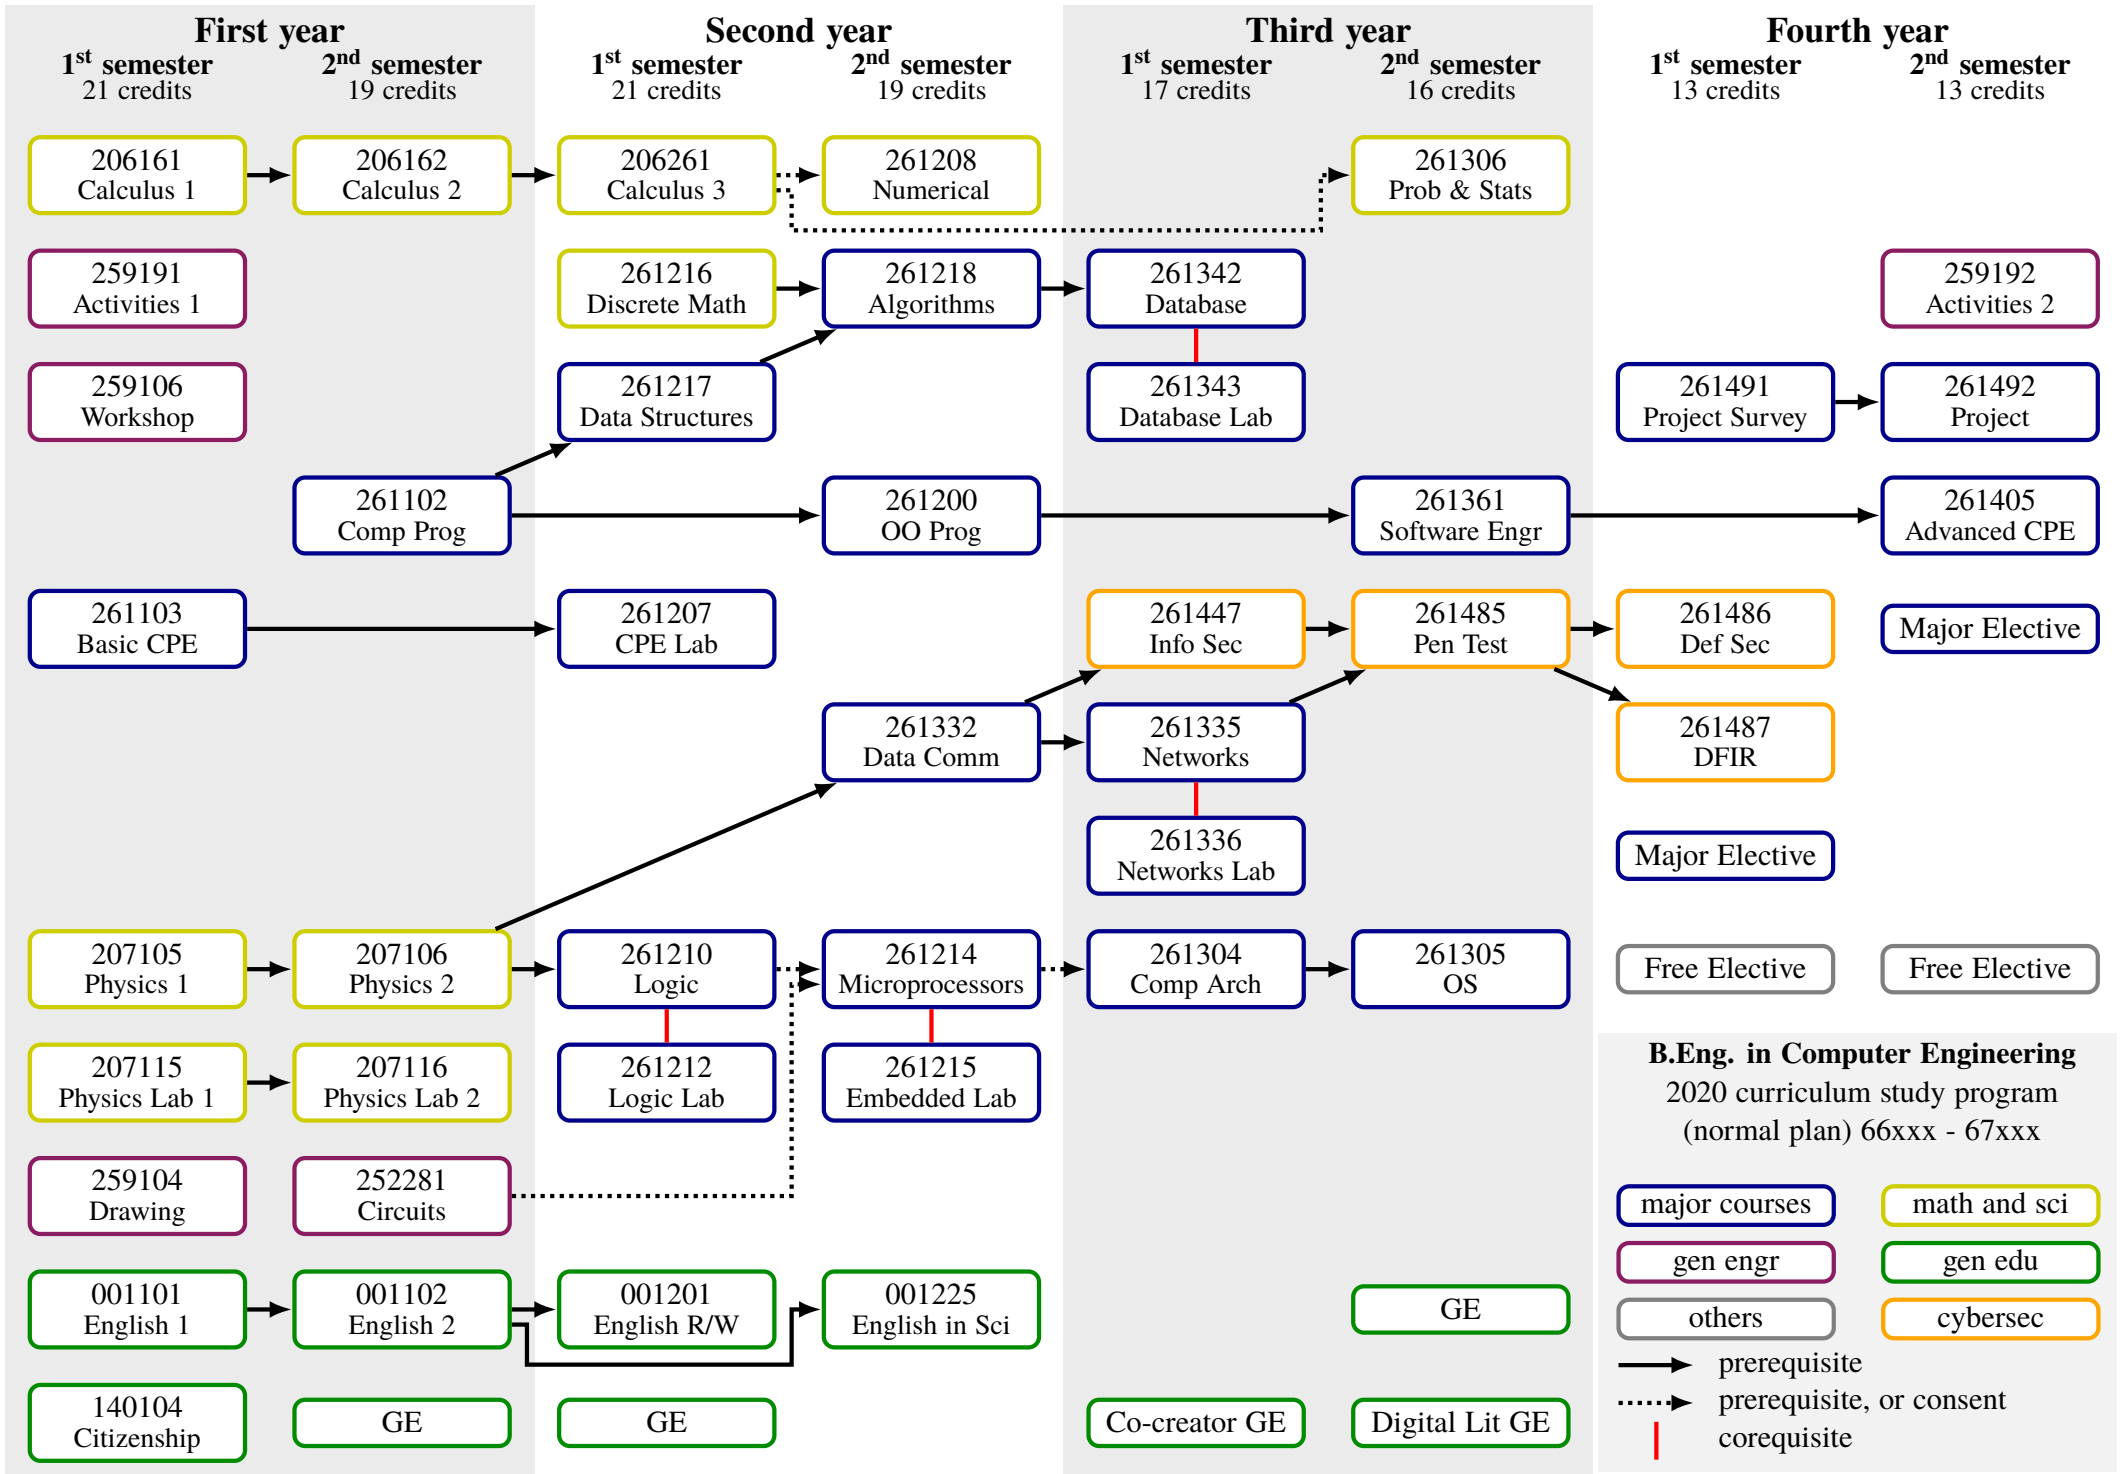 First year
Second year
Third year
Fourth year
1st semester
2nd semester
1st semester
2nd semester
1st semester
2nd semester
1st semester
2nd semester
21 credits
19 credits
21 credits
19 credits
17 credits
16 credits
13 credits
13 credits
206161
Calculus 1
206162
Calculus 2
206261
Calculus 3
261208
Numerical
261306
Prob & Stats
259191
Activities 1
261216
Discrete Math
261218
Algorithms
261342
Database
259192
Activities 2
259106
Workshop
261217
Data Structures
261343
Database Lab
261491
Project Survey
261492
Project
261102
Comp Prog
261200
OO Prog
261361
Software Engr
261405
Advanced CPE
261103
Basic CPE
261207
CPE Lab
261447
Info Sec
261485
Pen Test
261486
Def Sec
Major Elective
261332
Data Comm
261335
Networks
261487
DFIR
261336
Networks Lab
Major Elective
207105
Physics 1
207106
Physics 2
261210
Logic
261214
Microprocessors
261304
Comp Arch
261305
OS
Free Elective
Free Elective
207115
Physics Lab 1
207116
Physics Lab 2
261212
Logic Lab
261215
Embedded Lab
259104
Drawing
252281
Circuits
001101
English 1
001102
English 2
001201
English R/W
001225
English in Sci
GE
140104
Citizenship
GE
GE
Co-creator GE
Digital Lit GE
B.Eng. in Computer Engineering
2020 curriculum study program
(normal plan) 66xxx - 67xxx
major courses
math and sci
gen engr
gen edu
others
cybersec
prerequisite
prerequisite, or consent
corequisite